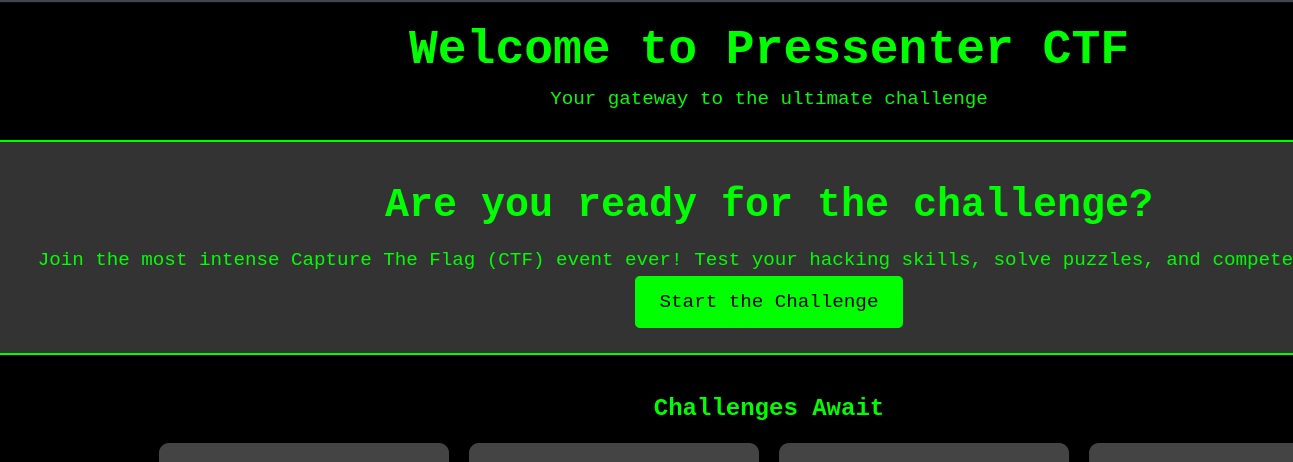 Welcome to Pressenter CTF
Your gateway to the ultimate challenge
Are you ready for the challenge?
Join the most intense Capture The Flag (CTF) event ever! Test your hacking skills, solve puzzles, and compete
Start the Challenge
Challenges Await